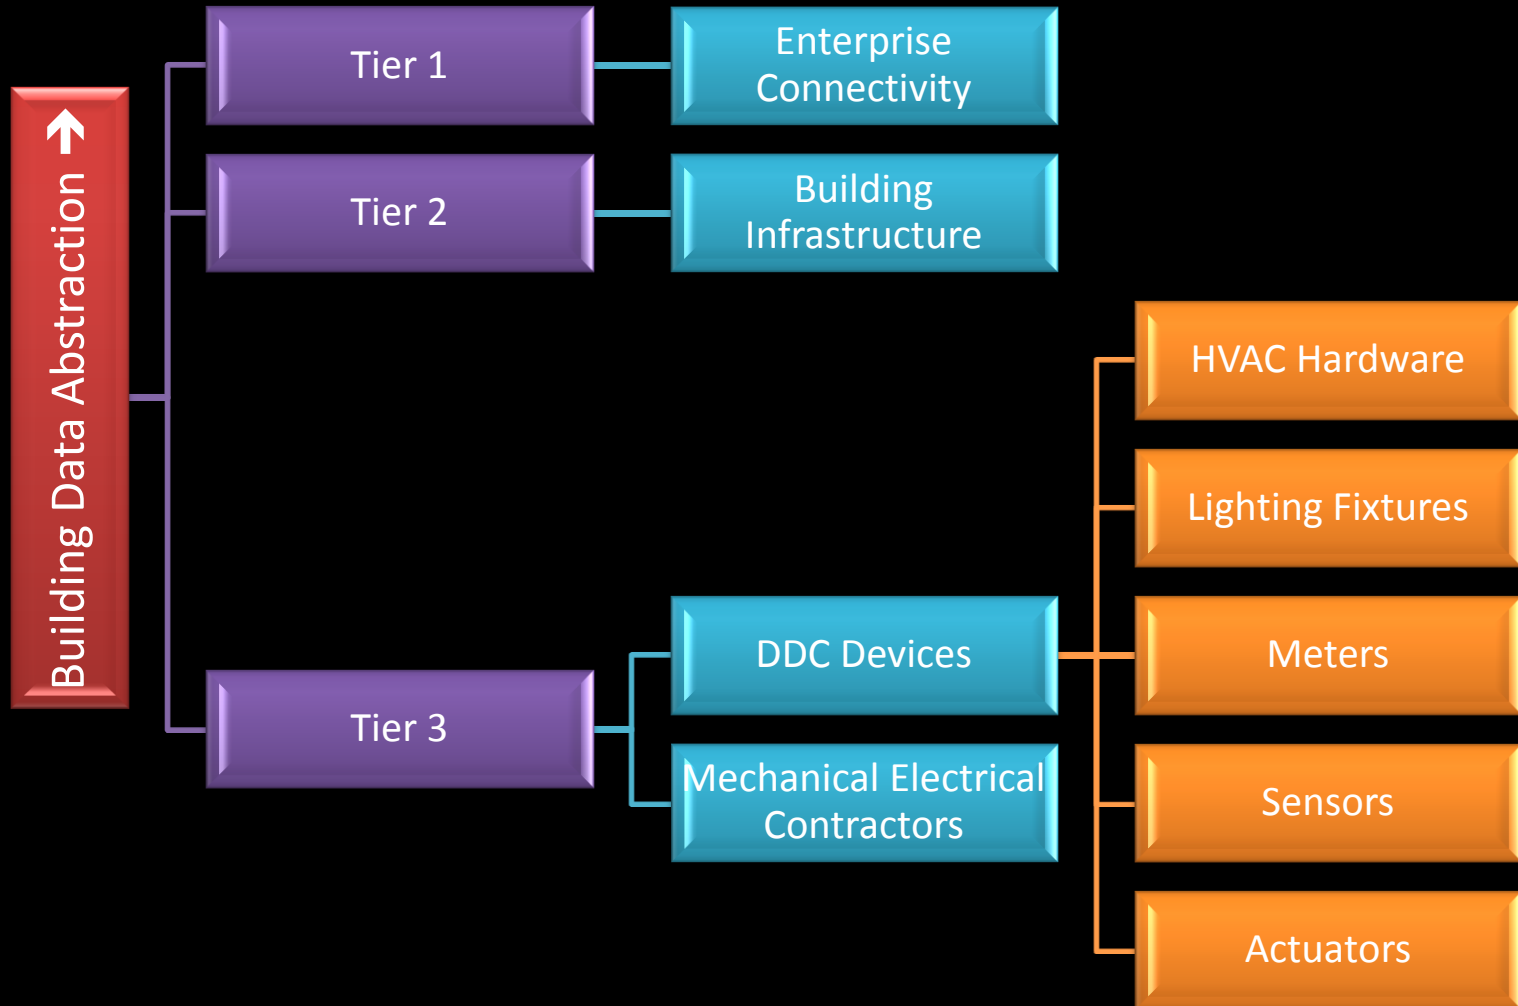 Building Data Abstraction →
Tier 1
Enterprise
Connectivity
Tier 2
Building
Infrastructure
Tier 3
DDC Devices
Mechanical Electrical
Contractors
HVAC Hardware
Lighting Fixtures
Meters
Sensors
Actuators